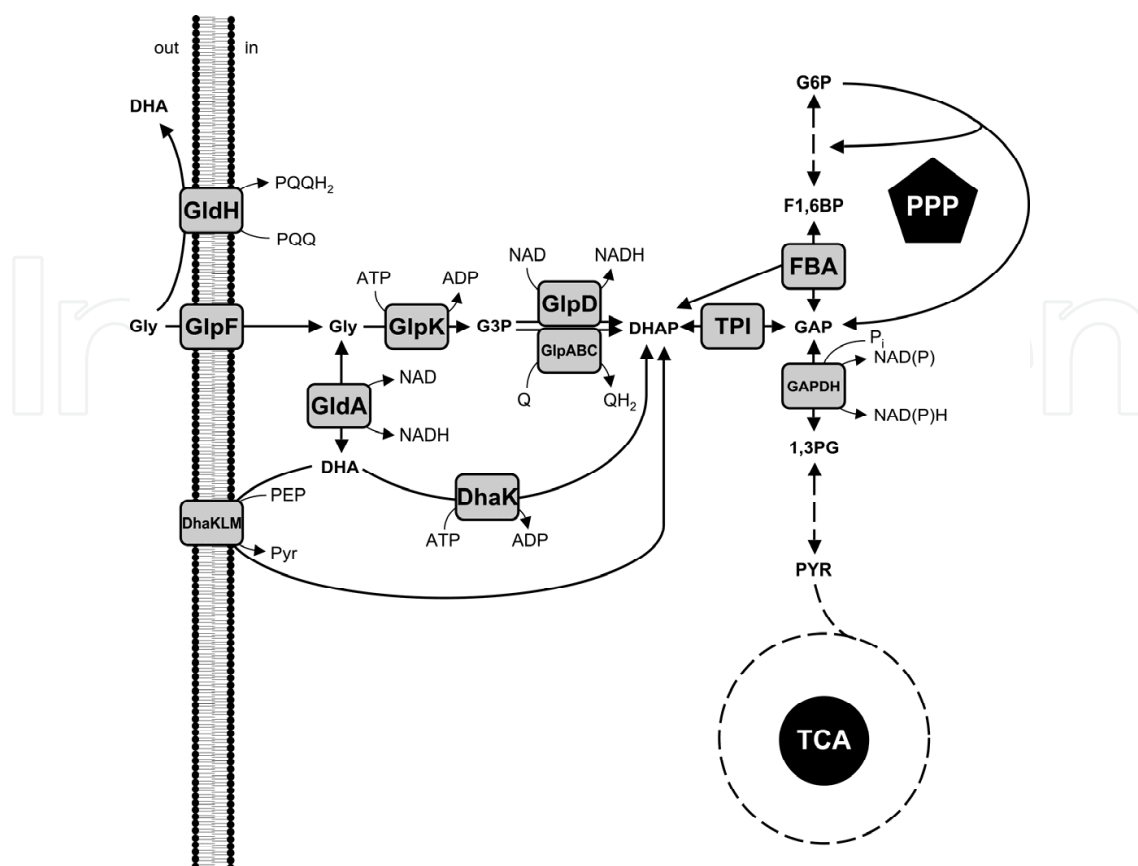 out in
G6P
DHA
PQQH₂
GldH
PPP
F1,6BP
PQQ
NAD NADH
FBA
ATP ADP
GlpD
Gly GlpF Gly GlpK G3P DHAP TPI GAP
Pᵢ
GlpABC
NAD(P)
NAD
GAPDH
Q QH₂
GldA
NAD(P)H
NADH
1,3PG
DHA
DhaK
PEP
DhaKLM
ATP ADP
Pyr
PYR
TCA